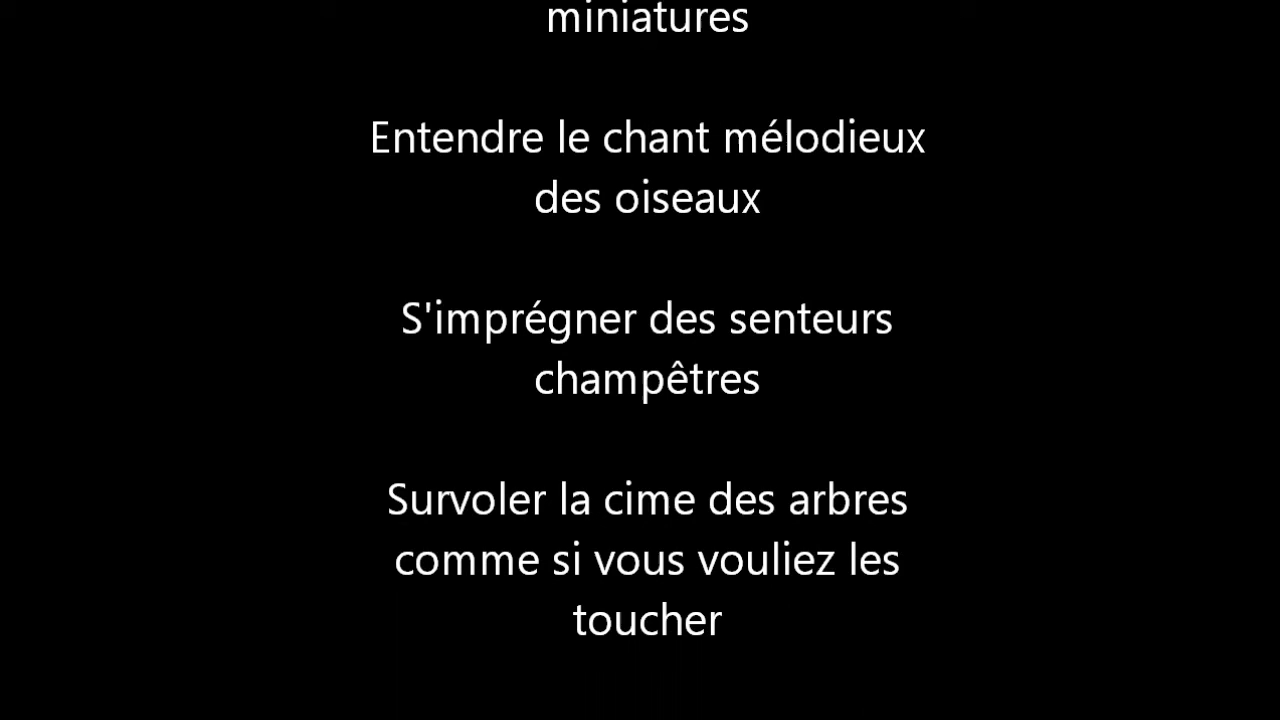 miniatures
Entendre le chant mélodieux
des oiseaux
S'imprégner des senteurs
champêtres
Survoler la cime des arbres
comme si vous vouliez les
toucher